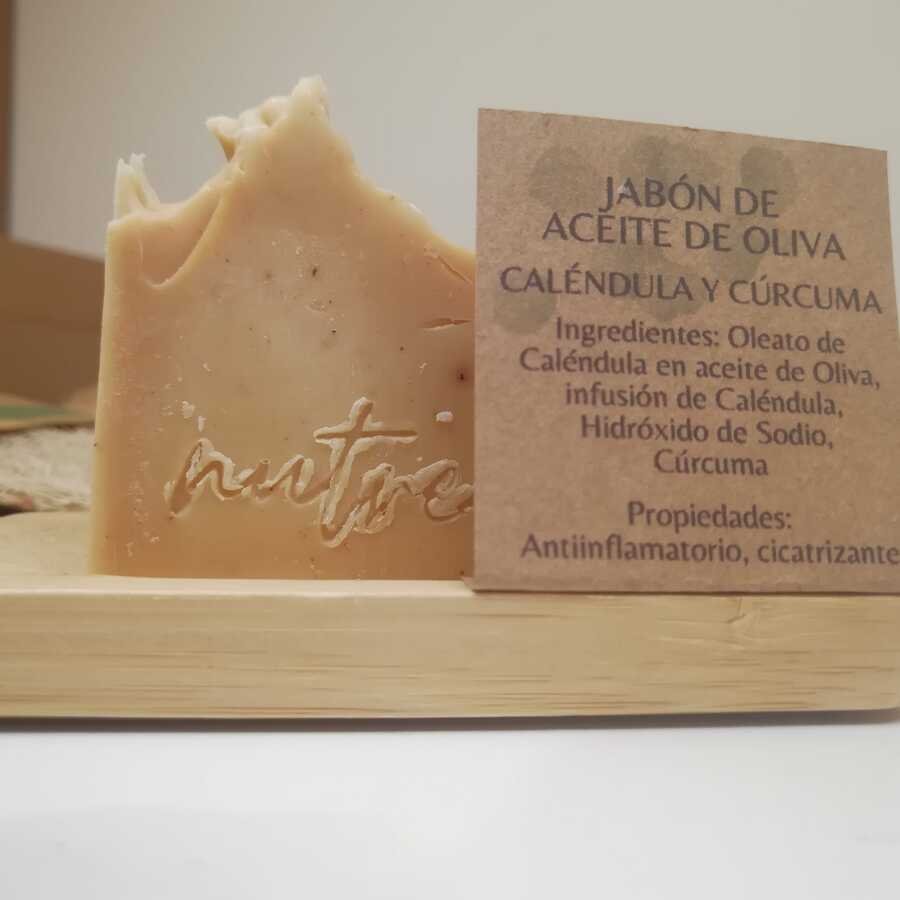 JABÓN DE
ACEITE DE OLIVA
CALÉNDULA Y CÚRCUMA
Ingredientes: Oleato de
Caléndula en aceite de Oliva,
infusión de Caléndula,
Hidróxido de Sodio,
Cúrcuma
Propiedades:
Antiinflamatorio, cicatrizante